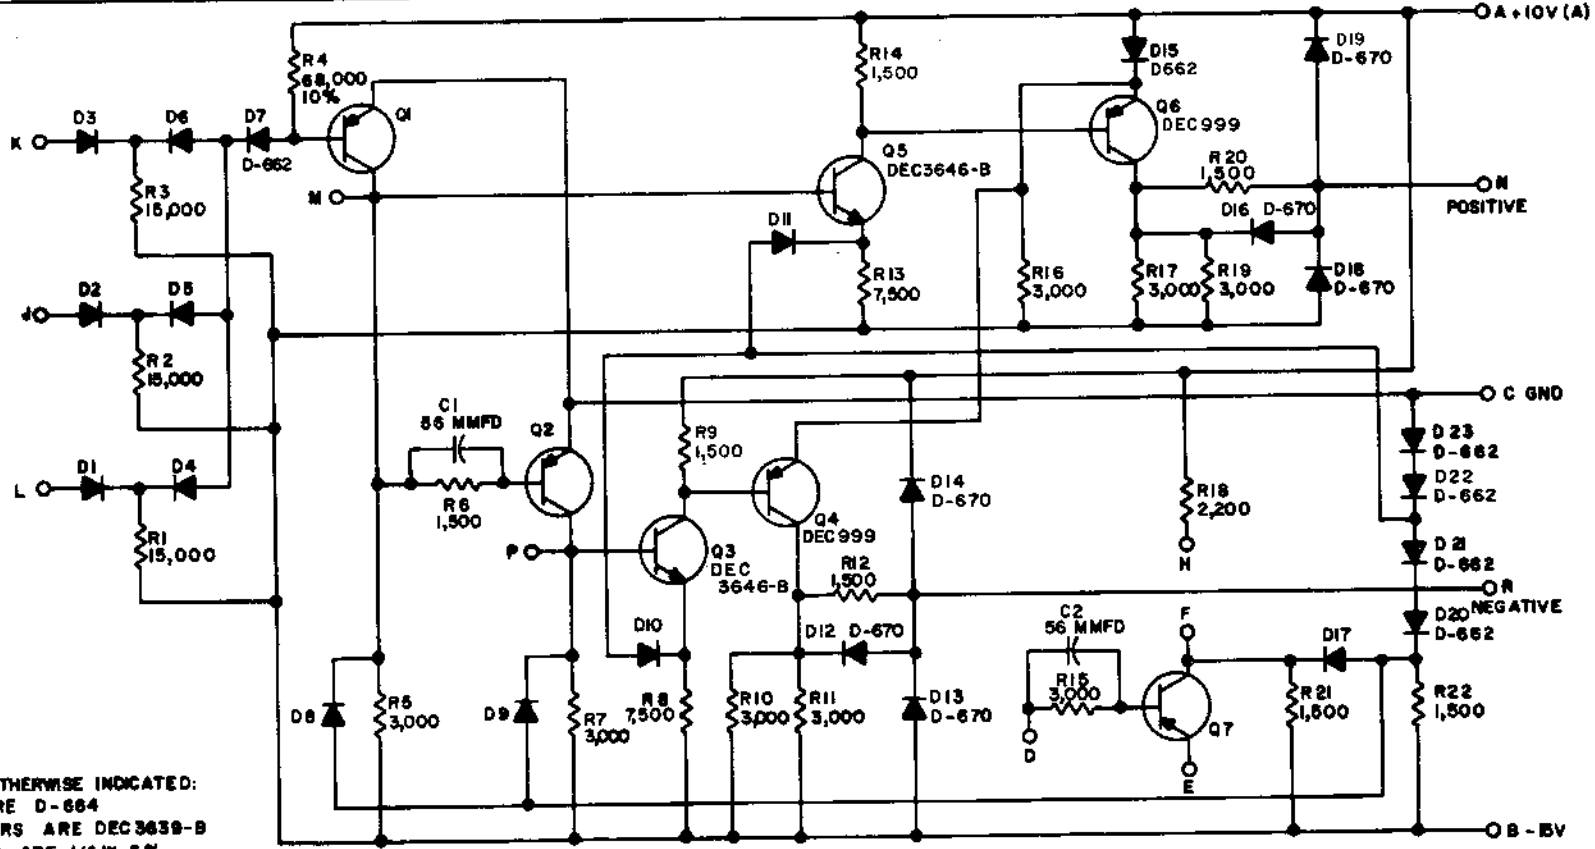 A +10V (A)
R4
68,000
10%
Q1
R14
1,500
D15
D662
D19
D-670
K
D3
D6
D7
D-662
Q6
DEC999
R3
15,000
M
Q5
DEC3646-B
R20
1,500
N
POSITIVE
D11
D16 D-670
R13
7,500
R16
3,000
R17
3,000
R19
3,000
D18
D-670
J
D2
D5
R2
15,000
C GND
C1
56 MMFD
Q2
R9
1,500
D23
D-662
D22
D-662
L
D1
D4
R6
1,500
D14
D-670
R18
2,200
H
Q4
DEC999
R1
15,000
P
Q3
DEC
3646-B
R12
1,500
D21
D-662
R
NEGATIVE
D10
D12 D-670
C2
56 MMFD
F
D17
D20
D-662
D8
R5
3,000
D9
R7
3,000
R8
7,500
R10
3,000
R11
3,000
D13
D-670
R15
3,000
D
Q7
E
R21
1,500
R22
1,500
THERWISE INDICATED:
RE D-664
RS ARE DEC3639-B
B -15V